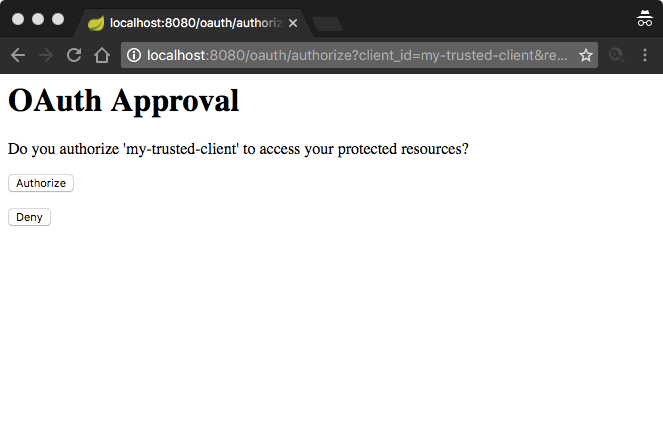 localhost:8080/oauth/authoriz
localhost:8080/oauth/authorize?client_id=my-trusted-client&re...
OAuth Approval
Do you authorize 'my-trusted-client' to access your protected resources?
Authorize
Deny